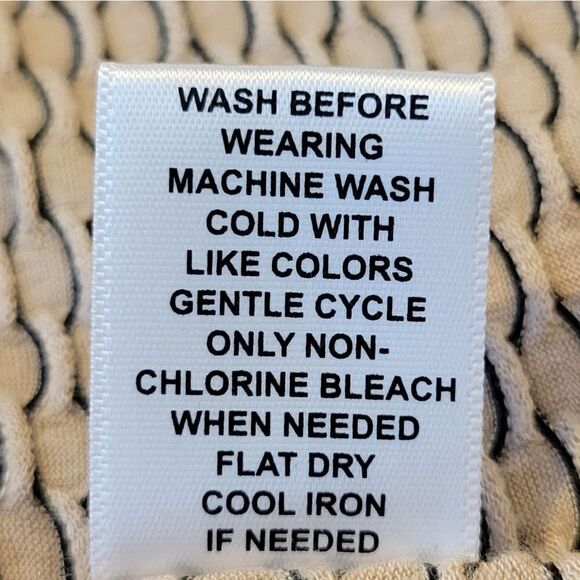 WASH BEFORE
WEARING
MACHINE WASH
COLD WITH
LIKE COLORS
GENTLE CYCLE
ONLY NON-
CHLORINE BLEACH
WHEN NEEDED
FLAT DRY
COOL IRON
IF NEEDED